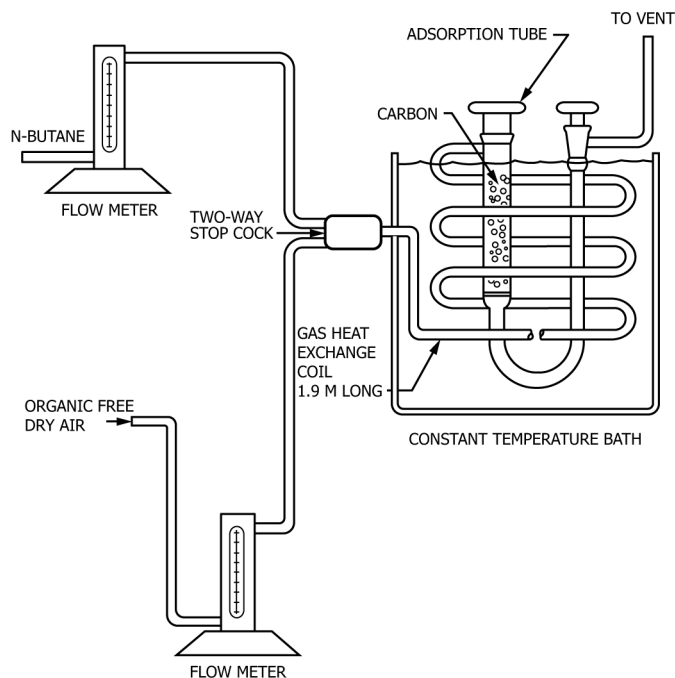 TO VENT
ADSORPTION TUBE
CARBON
N-BUTANE
FLOW METER
TWO-WAY
STOP COCK
GAS HEAT
EXCHANGE
COIL
1.9 M LONG
ORGANIC FREE
DRY AIR
CONSTANT TEMPERATURE BATH
FLOW METER